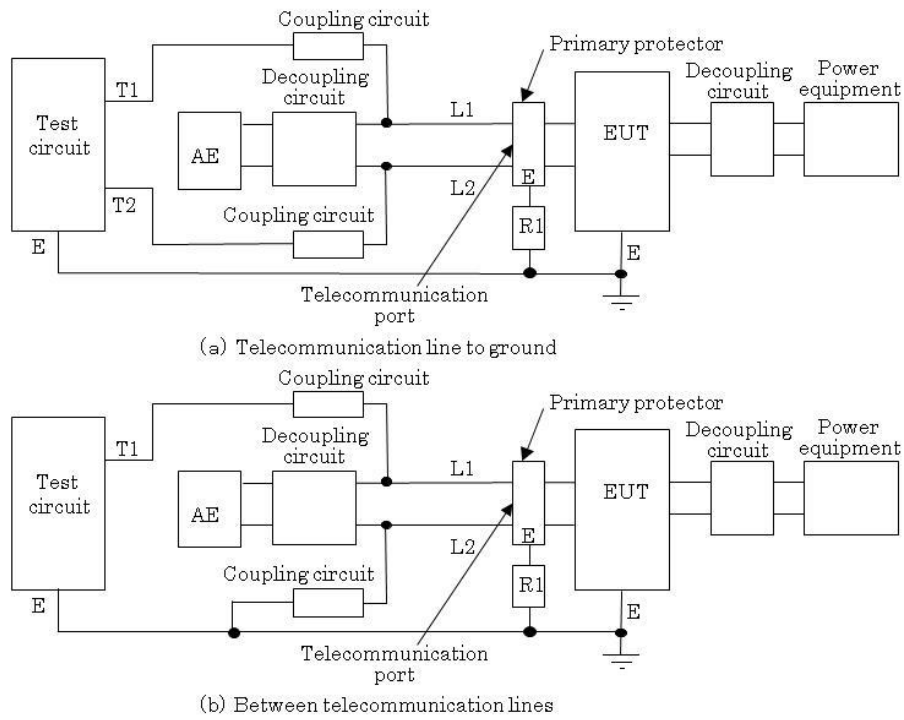 Coupling circuit
Primary protector
T1
Decoupling
circuit
L1
Decoupling
circuit
Power
equipment
Test
circuit
AE
EUT
L2
E
T2
Coupling circuit
R1
E
E
Telecommunication
port
(a) Telecommunication line to ground
Coupling circuit
Primary protector
T1
Decoupling
circuit
L1
Decoupling
circuit
Power
equipment
Test
circuit
AE
EUT
L2
E
Coupling circuit
R1
E
E
Telecommunication
port
(b) Between telecommunication lines